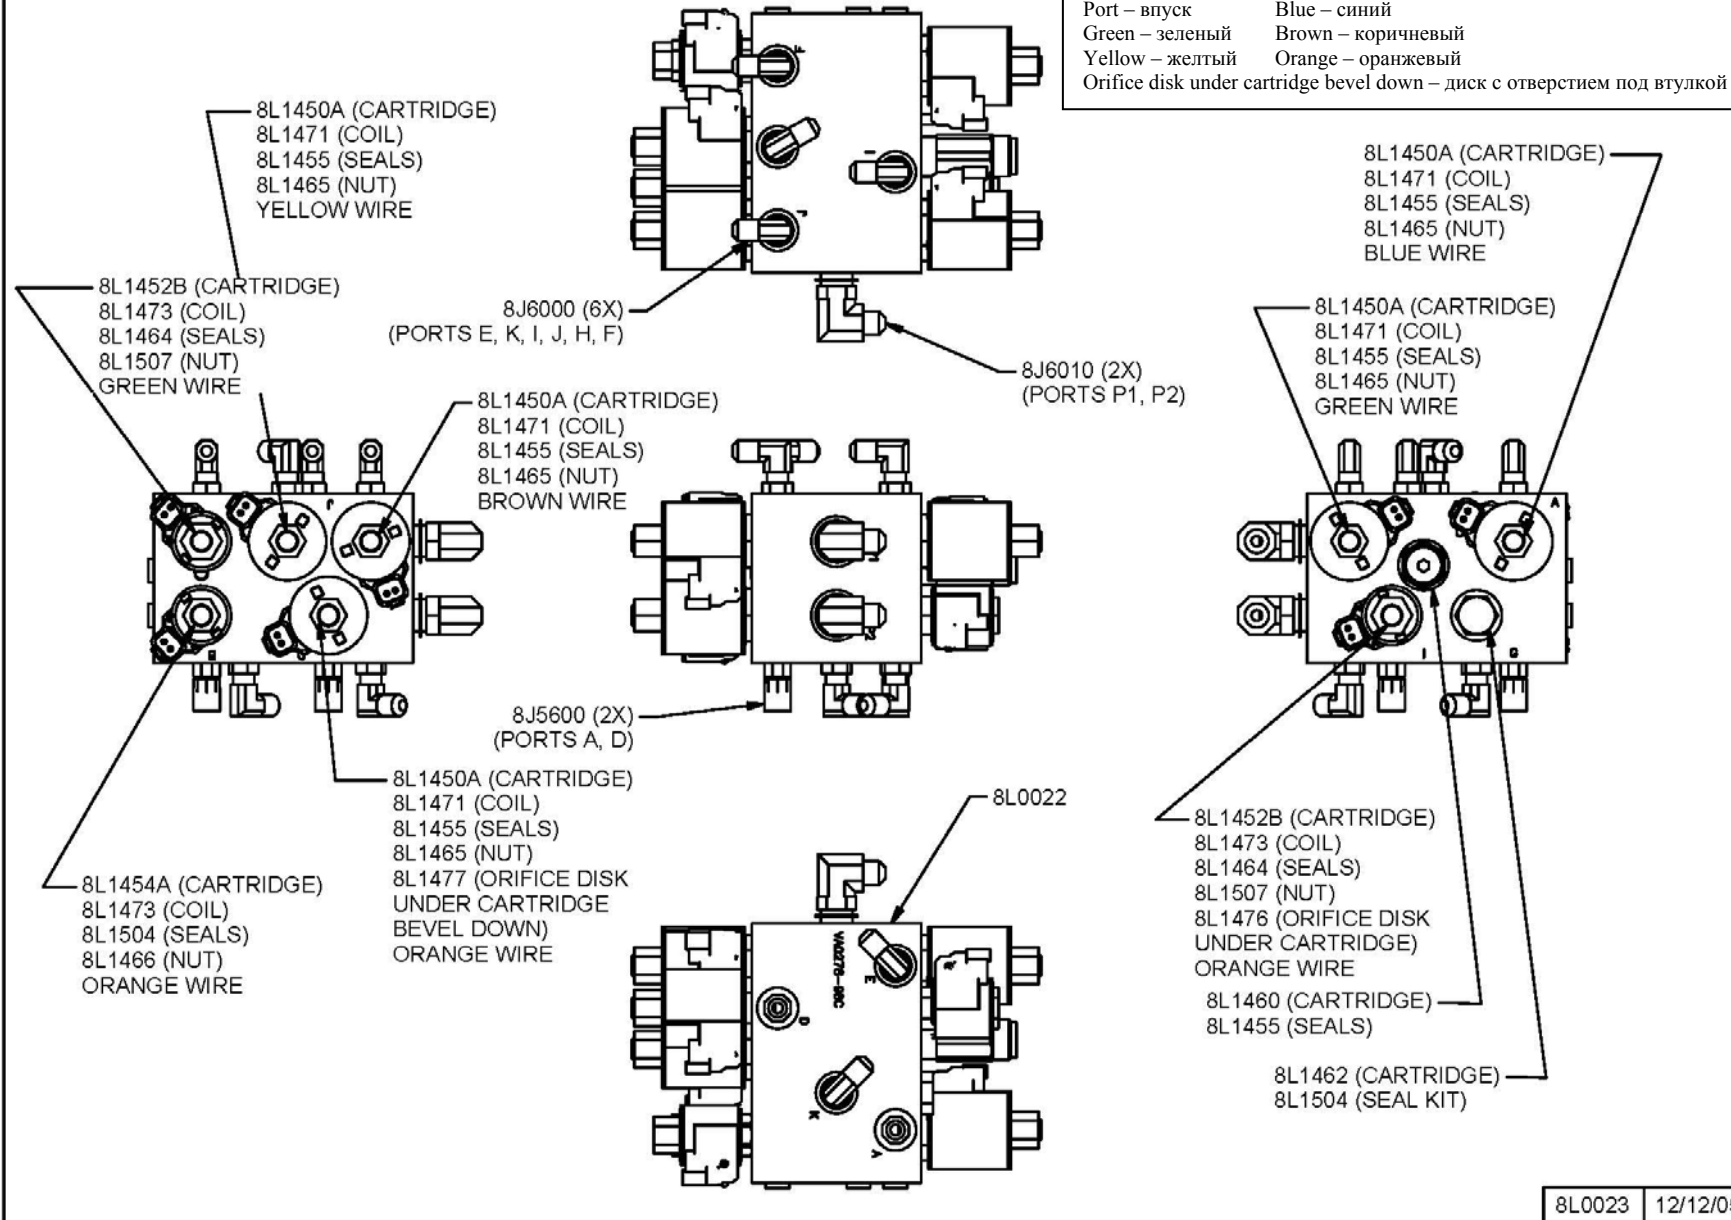 Port – впуск Blue – синий
Green – зеленый Brown – коричневый
Yellow – желтый Orange – оранжевый
Orifice disk under cartridge bevel down – диск с отверстием под втулкой
8L1450A (CARTRIDGE)
8L1471 (COIL)
8L1455 (SEALS)
8L1465 (NUT)
YELLOW WIRE
8L1450A (CARTRIDGE)
8L1471 (COIL)
8L1455 (SEALS)
8L1465 (NUT)
BLUE WIRE
8L1452B (CARTRIDGE)
8L1473 (COIL)
8L1464 (SEALS)
8L1507 (NUT)
GREEN WIRE
8J6000 (6X)
(PORTS E, K, I, J, H, F)
8J6010 (2X)
(PORTS P1, P2)
8L1450A (CARTRIDGE)
8L1471 (COIL)
8L1455 (SEALS)
8L1465 (NUT)
GREEN WIRE
8L1450A (CARTRIDGE)
8L1471 (COIL)
8L1455 (SEALS)
8L1465 (NUT)
BROWN WIRE
J
A
I
G
8J5600 (2X)
(PORTS A, D)
8L1450A (CARTRIDGE)
8L1471 (COIL)
8L1455 (SEALS)
8L1465 (NUT)
8L1477 (ORIFICE DISK
UNDER CARTRIDGE
BEVEL DOWN)
ORANGE WIRE
8L0022
8L1454A (CARTRIDGE)
8L1473 (COIL)
8L1504 (SEALS)
8L1466 (NUT)
ORANGE WIRE
E
D
K
A
8L1452B (CARTRIDGE)
8L1473 (COIL)
8L1464 (SEALS)
8L1507 (NUT)
8L1476 (ORIFICE DISK
UNDER CARTRIDGE)
ORANGE WIRE
8L1460 (CARTRIDGE)
8L1455 (SEALS)
8L1462 (CARTRIDGE)
8L1504 (SEAL KIT)
8L0023 12/12/0